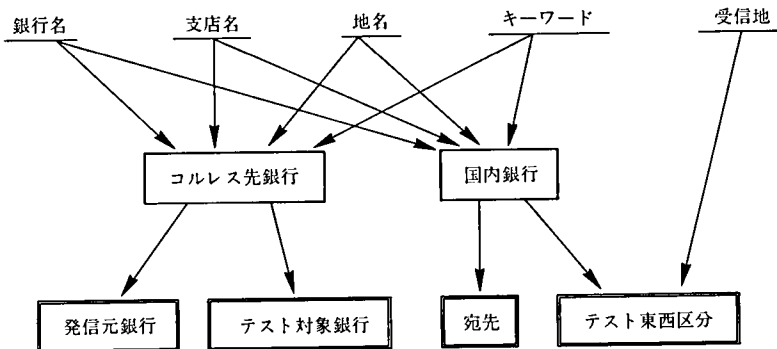 銀行名 支店名 地名 キーワード 受信地
コルレス先銀行 国内銀行
発信元銀行 テスト対象銀行 宛先 テスト東西区分